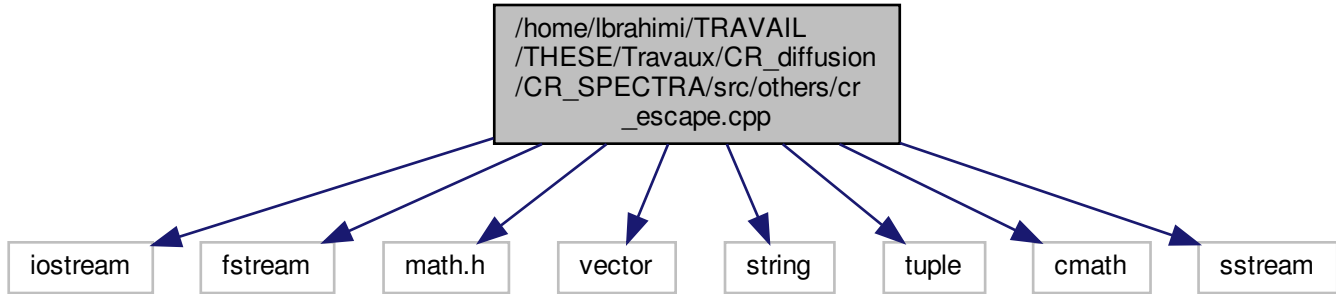 /home/lbrahimi/TRAVAIL
/THESE/Travaux/CR_diffusion
/CR_SPECTRA/src/others/cr
_escape.cpp
iostream
fstream
math.h
vector
string
tuple
cmath
sstream